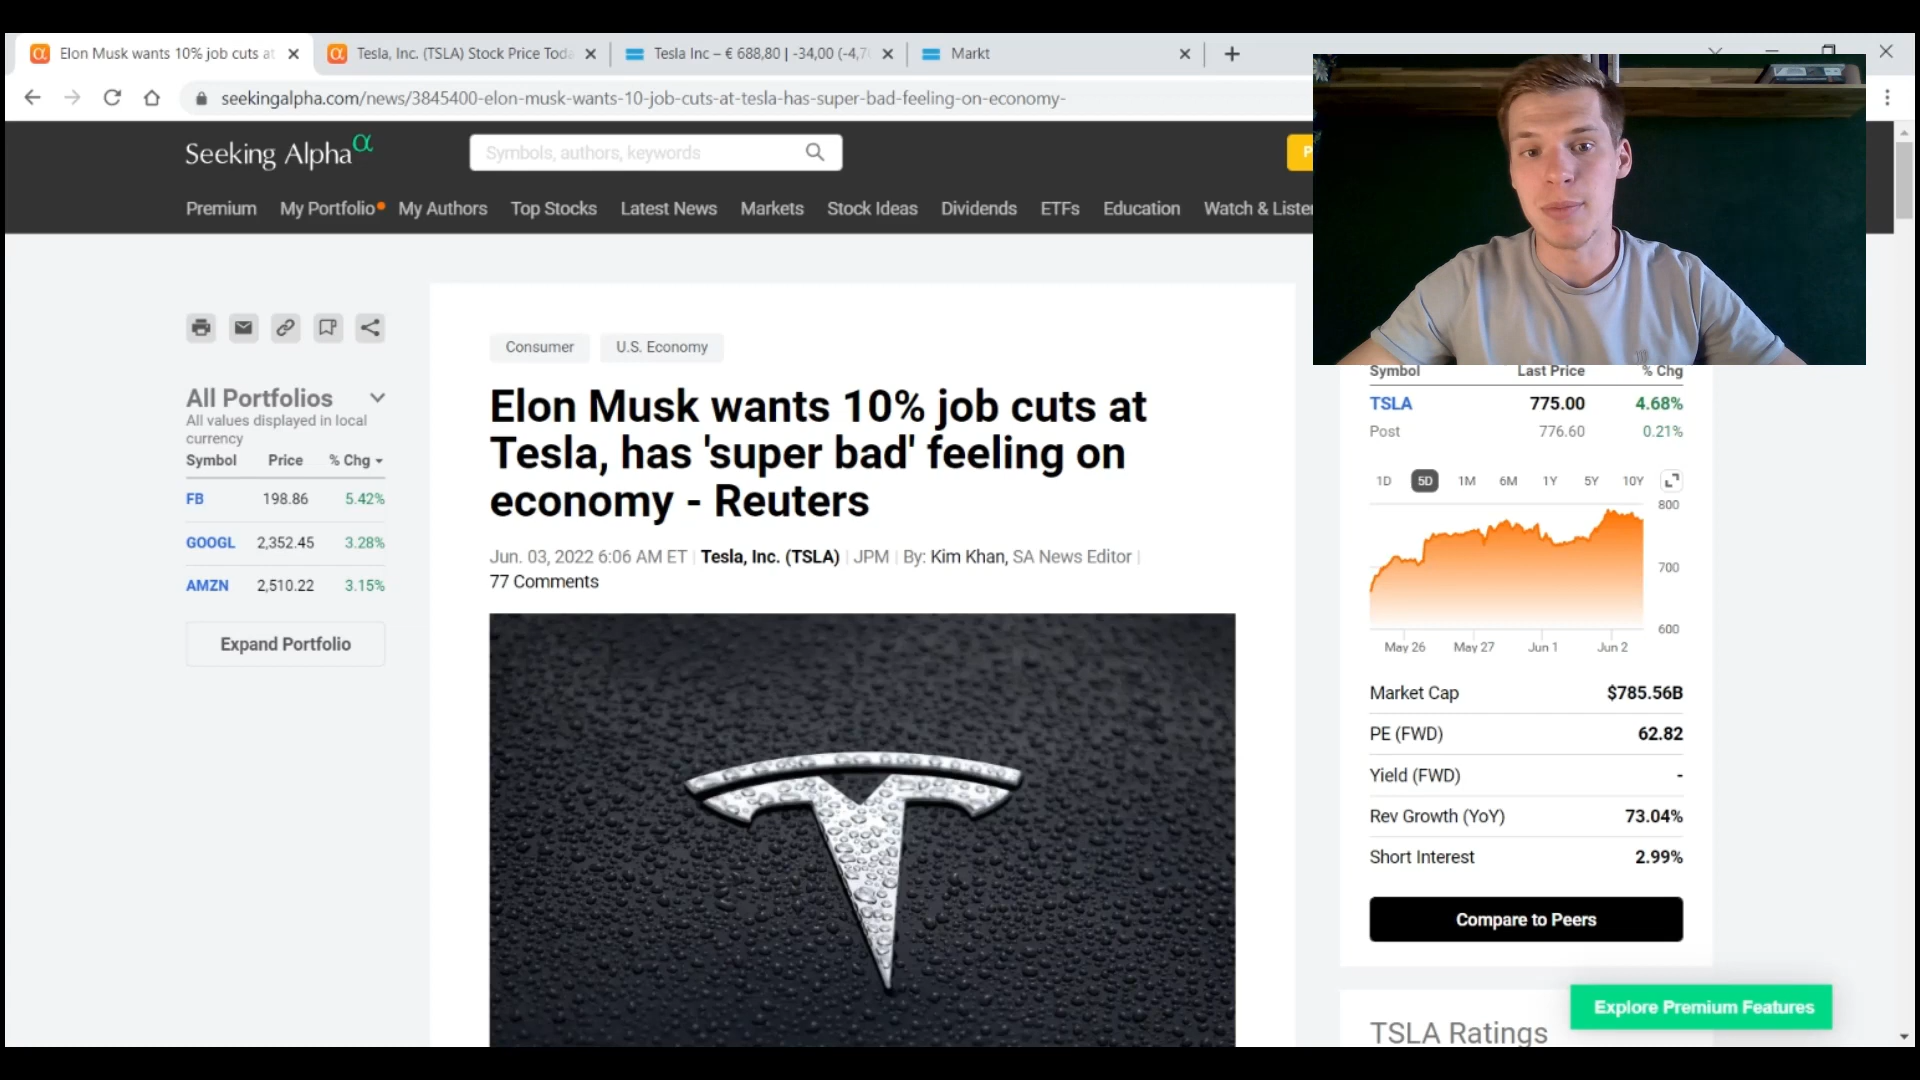 Elon Musk wants 10% job cuts at
Tesla, Inc. (TSLA) Stock Price Toda
Tesla Inc – € 688,80 | -34,00 (-4,70
Markt
seekingalpha.com/news/3845400-elon-musk-wants-10-job-cuts-at-tesla-has-super-bad-feeling-on-economy-
Seeking Alpha α
Symbols, authors, keywords
P
Premium My Portfolio My Authors Top Stocks Latest News Markets Stock Ideas Dividends ETFs Education Watch & Listen
Consumer U.S. Economy
Elon Musk wants 10% job cuts at
Tesla, has 'super bad' feeling on
economy - Reuters
Jun. 03, 2022 6:06 AM ET | Tesla, Inc. (TSLA) | JPM | By: Kim Khan, SA News Editor |
77 Comments
All Portfolios
All values displayed in local
currency
Symbol Price % Chg
FB 198.86 5.42%
GOOGL 2,352.45 3.28%
AMZN 2,510.22 3.15%
Expand Portfolio
Symbol Last Price % Chg
TSLA 775.00 4.68%
Post 776.60 0.21%
1D 5D 1M 6M 1Y 5Y 10Y
800
700
600
May 26 May 27 Jun 1 Jun 2
Market Cap $785.56B
PE (FWD) 62.82
Yield (FWD) -
Rev Growth (YoY) 73.04%
Short Interest 2.99%
Compare to Peers
Explore Premium Features
TSLA Ratings